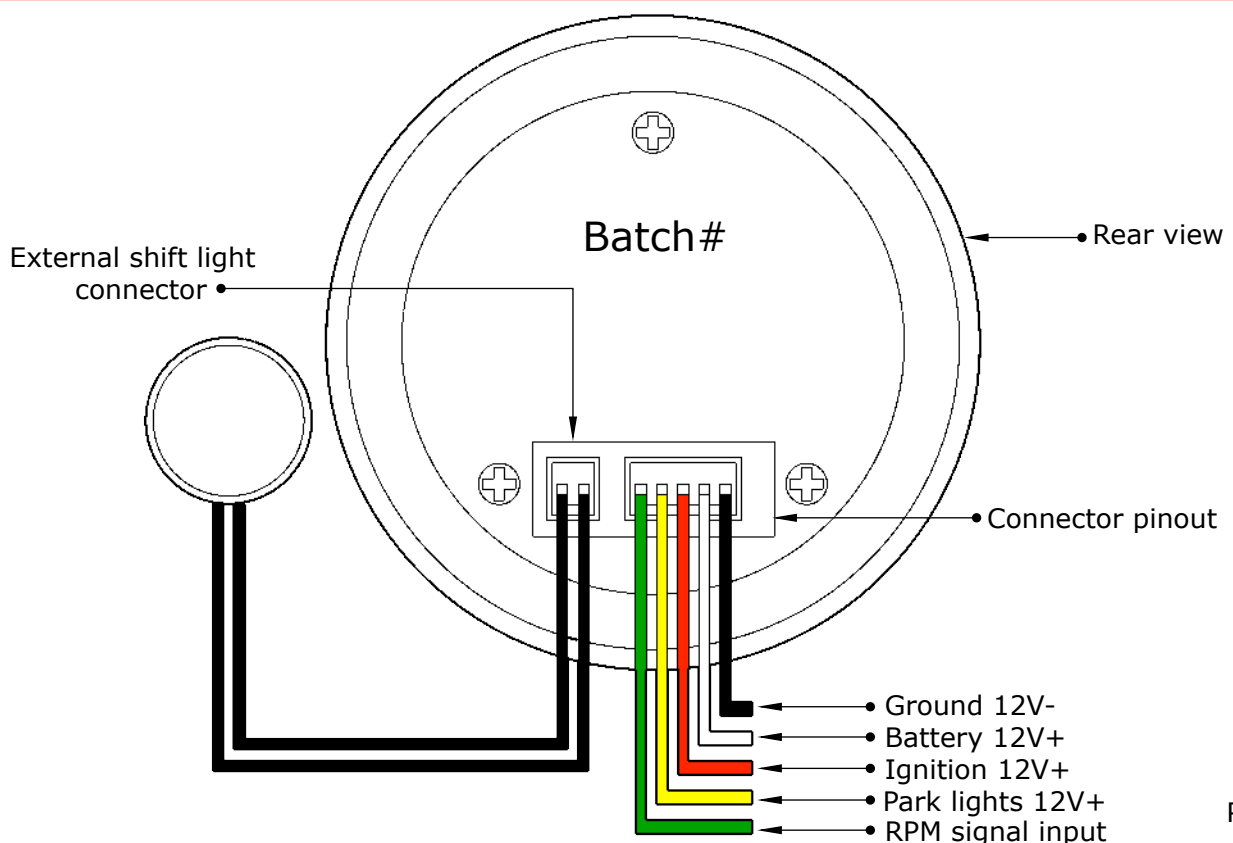 Batch#
Rear view
External shift light
connector
Connector pinout
Ground 12V-
Battery 12V+
Ignition 12V+
Park lights 12V+
RPM signal input